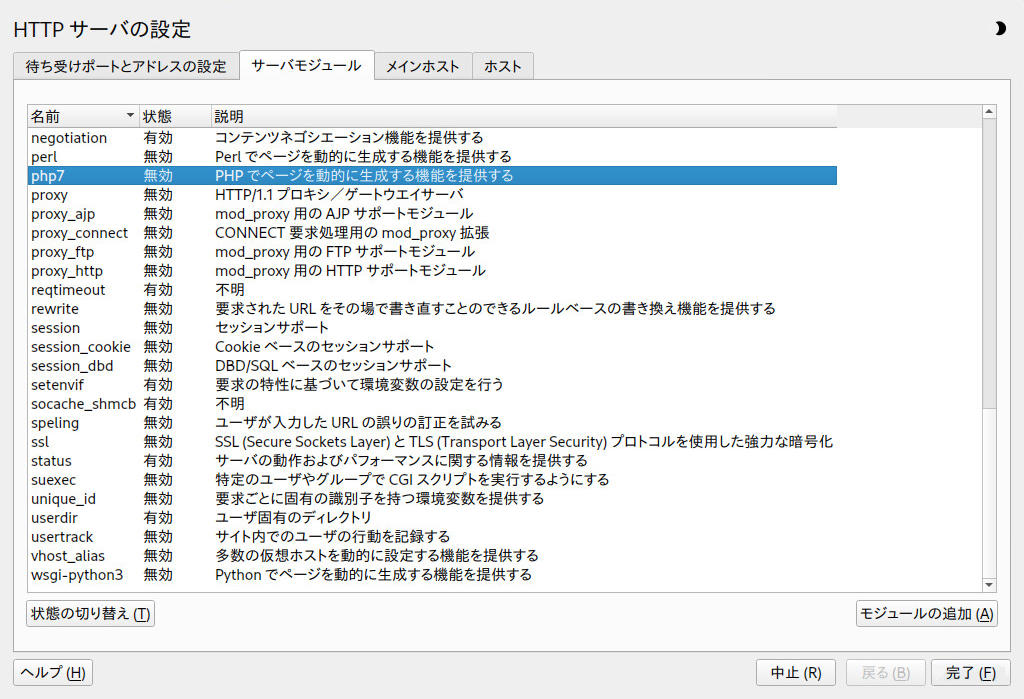 HTTP サーバの設定
待ち受けポートとアドレスの設定 サーバモジュール メインホスト ホスト
名前 状態 説明
negotiation 有効 コンテンツネゴシエーション機能を提供する
perl 無効 Perl でページを動的に生成する機能を提供する
php7 無効 PHP でページを動的に生成する機能を提供する
proxy 無効 HTTP/1.1 プロキシ／ゲートウエイサーバ
proxy_ajp 無効 mod_proxy 用の AJP サポートモジュール
proxy_connect 無効 CONNECT 要求処理用の mod_proxy 拡張
proxy_ftp 無効 mod_proxy 用の FTP サポートモジュール
proxy_http 無効 mod_proxy 用の HTTP サポートモジュール
reqtimeout 有効 不明
rewrite 無効 要求された URL をその場で書き直すことのできるルールベースの書き換え機能を提供する
session 無効 セッションサポート
session_cookie 無効 Cookie ベースのセッションサポート
session_dbd 無効 DBD/SQL ベースのセッションサポート
setenvif 有効 要求の特性に基づいて環境変数の設定を行う
socache_shmcb 有効 不明
speling 無効 ユーザが入力した URL の誤りの訂正を試みる
ssl 無効 SSL (Secure Sockets Layer) と TLS (Transport Layer Security) プロトコルを使用した強力な暗号化
status 有効 サーバの動作およびパフォーマンスに関する情報を提供する
suexec 無効 特定のユーザやグループで CGI スクリプトを実行するようにする
unique_id 無効 要求ごとに固有の識別子を持つ環境変数を提供する
userdir 有効 ユーザ固有のディレクトリ
usertrack 無効 サイト内でのユーザの行動を記録する
vhost_alias 無効 多数の仮想ホストを動的に設定する機能を提供する
wsgi-python3 無効 Python でページを動的に生成する機能を提供する
状態の切り替え (T) モジュールの追加 (A)
ヘルプ (H) 中止 (R) 戻る (B) 完了 (F)